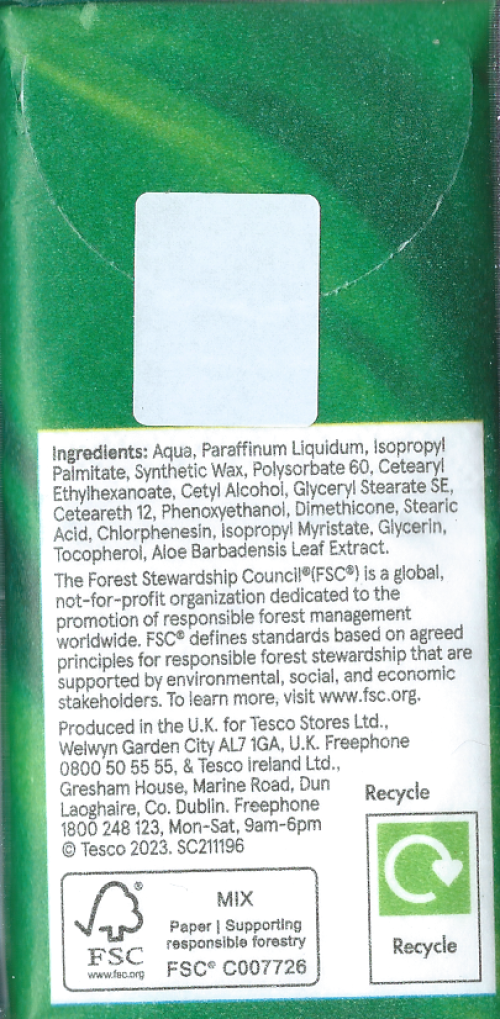 Ingredients: Aqua, Paraffinum Liquidum, Isopropyl
Palmitate, Synthetic Wax, Polysorbate 60, Cetearyl
Ethylhexanoate, Cetyl Alcohol, Glyceryl Stearate SE,
Ceteareth 12, Phenoxyethanol, Dimethicone, Stearic
Acid, Chlorphenesin, Isopropyl Myristate, Glycerin,
Tocopherol, Aloe Barbadensis Leaf Extract.
The Forest Stewardship Council®(FSC®) is a global,
not-for-profit organization dedicated to the
promotion of responsible forest management
worldwide. FSC® defines standards based on agreed
principles for responsible forest stewardship that are
supported by environmental, social, and economic
stakeholders. To learn more, visit www.fsc.org.
Produced in the U.K. for Tesco Stores Ltd.,
Welwyn Garden City AL7 1GA, U.K. Freephone
0800 50 55 55, & Tesco Ireland Ltd.,
Gresham House, Marine Road, Dun
Laoghaire, Co. Dublin. Freephone
1800 248 123, Mon-Sat, 9am-6pm
© Tesco 2023. SC211196
Recycle
Recycle
®
FSC
www.fsc.org
MIX
Paper | Supporting
responsible forestry
FSC® C007726